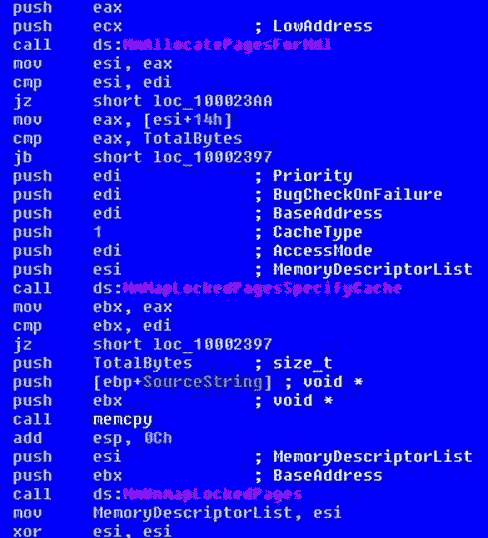 push eax
push ecx ; LowAddress
call ds:MmAllocatePagesForMdl
mov esi, eax
cmp esi, edi
jz short loc_100023AA
mov eax, [esi+14h]
cmp eax, TotalBytes
jb short loc_10002397
push edi ; Priority
push edi ; BugCheckOnFailure
push edi ; BaseAddress
push 1 ; CacheType
push edi ; AccessMode
push esi ; MemoryDescriptorList
call ds:MmMapLockedPagesSpecifyCache
mov ebx, eax
cmp ebx, edi
jz short loc_10002397
push TotalBytes ; size_t
push [ebp+SourceString] ; void *
push ebx ; void *
call memcpy
add esp, 0Ch
push esi ; MemoryDescriptorList
push ebx ; BaseAddress
call ds:MmUnmapLockedPages
mov MemoryDescriptorList, esi
xor esi, esi